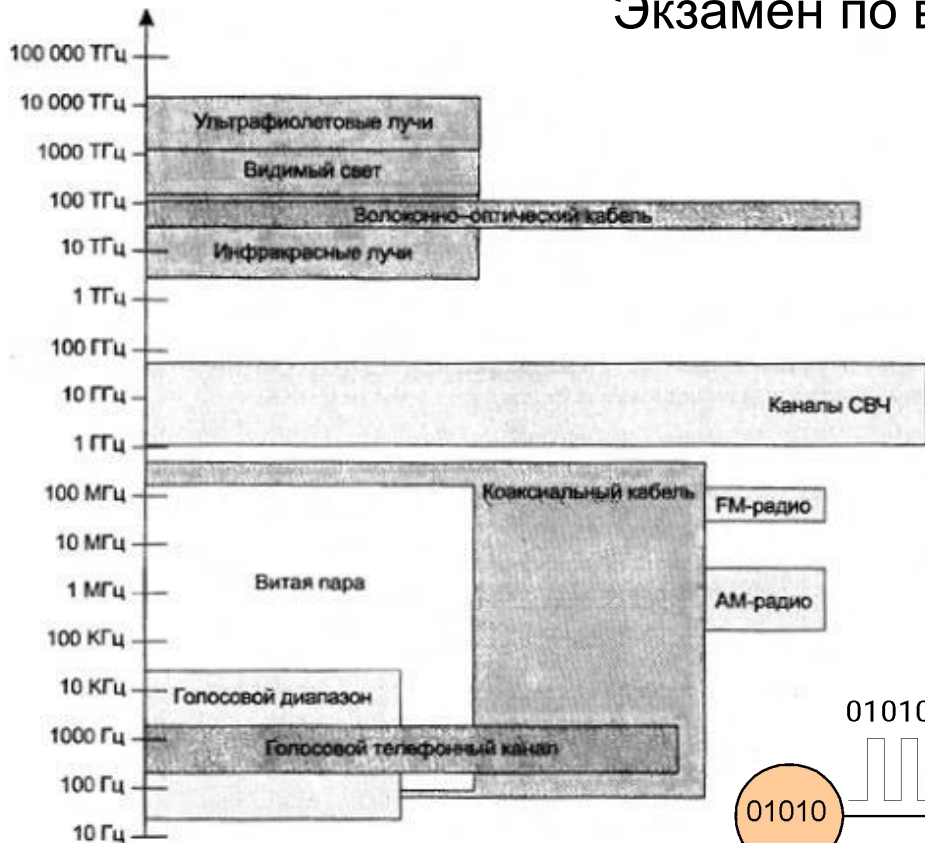 Экзамен по в
100 000 ТГц
10 000 ТГц
Ультрафиолетовые лучи
1000 ТГц
Видимый свет
100 ТГц
Волоконно-оптический кабель
10 ТГц
Инфракрасные лучи
1 ТГц
100 ГГц
10 ГГц
Каналы СВЧ
1 ГГц
100 МГц
Коаксиальный кабель
FM-радио
10 МГц
Витая пара
1 МГц
АМ-радио
100 КГц
10 КГц
Голосовой диапазон
1000 Гц
Голосовой телефонный канал
100 Гц
10 Гц
01010
01010